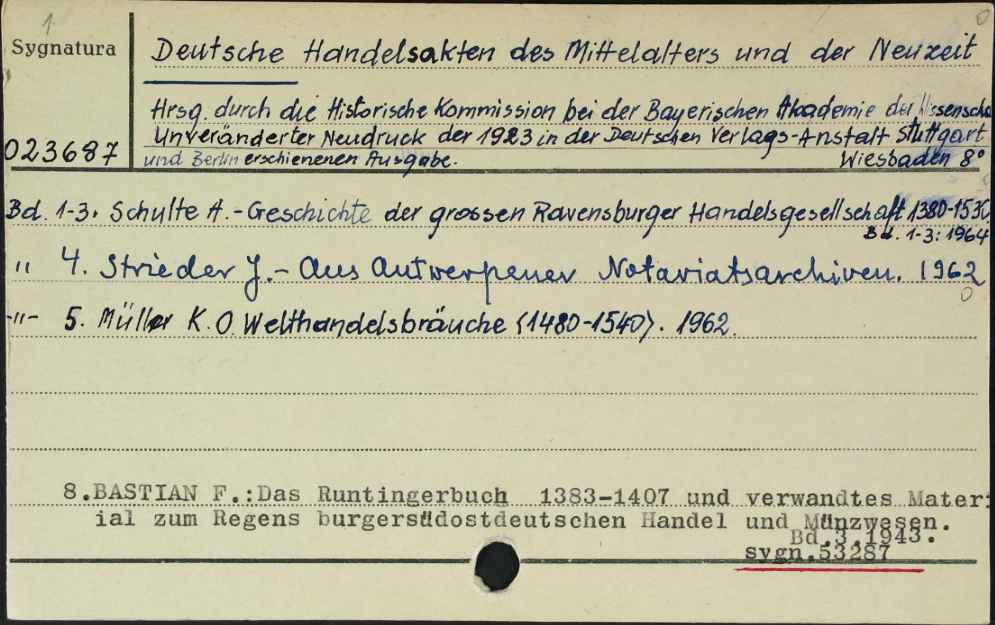 1
Sygnatura
Deutsche Handelsakten des Mittelalters und der Neuzeit
Hrsg. durch die Historische Kommission bei der Bayerischen Akademie der Wissensch
Unveränderter Neudruck der 1923 in der Deutschen Verlags-Anstalt Stuttgart
023687
und Berlin erschienenen Ausgabe. Wiesbaden 8°
Bd. 1-3. Schulte A. - Geschichte der grossen Ravensburger Handelsgesellschaft 1380-1530
Bd. 1-3: 1964
" 4. Strieder J. - Aus Antwerpener Notariatsarchiven. 1962
-"- 5. Müller K. O. Welthandelsbräuche (1480-1540). 1962.
8.BASTIAN F.:Das Runtingerbuch 1383-1407 und verwandtes Mater
ial zum Regens burgersüdostdeutschen Handel und Münzwesen.
Bd.3.1943.
sygn.53287